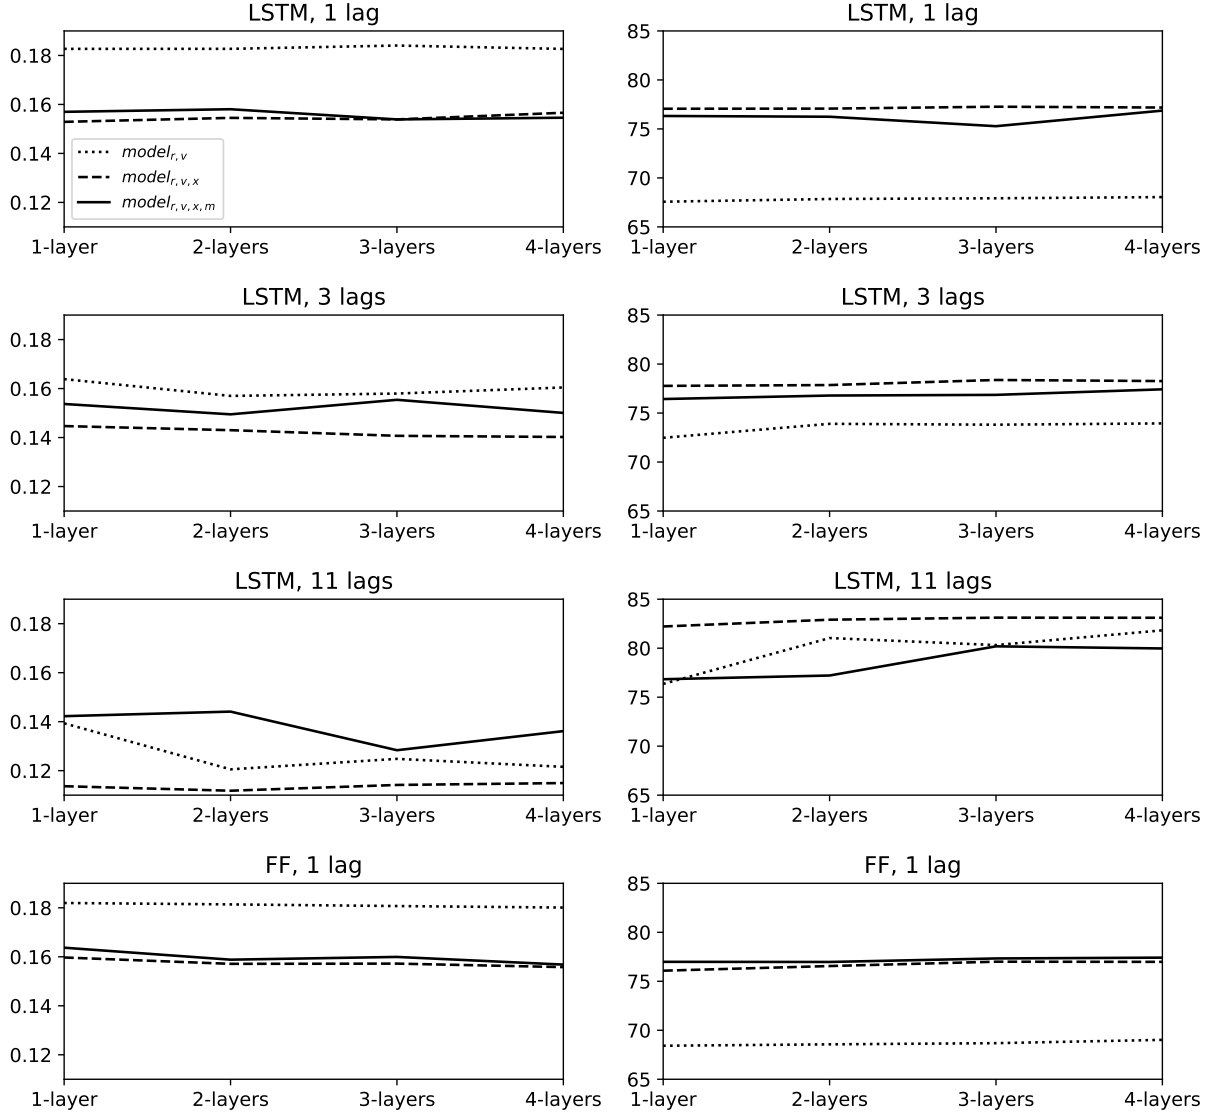 LSTM, 1 lag
0.18
0.16
0.14
0.12
model_{r,v}
model_{r,v,x}
model_{r,v,x,m}
1-layer 2-layers 3-layers 4-layers
LSTM, 1 lag
85
80
75
70
65
1-layer 2-layers 3-layers 4-layers
LSTM, 3 lags
0.18
0.16
0.14
0.12
1-layer 2-layers 3-layers 4-layers
LSTM, 3 lags
85
80
75
70
65
1-layer 2-layers 3-layers 4-layers
LSTM, 11 lags
0.18
0.16
0.14
0.12
1-layer 2-layers 3-layers 4-layers
LSTM, 11 lags
85
80
75
70
65
1-layer 2-layers 3-layers 4-layers
FF, 1 lag
0.18
0.16
0.14
0.12
1-layer 2-layers 3-layers 4-layers
FF, 1 lag
85
80
75
70
65
1-layer 2-layers 3-layers 4-layers